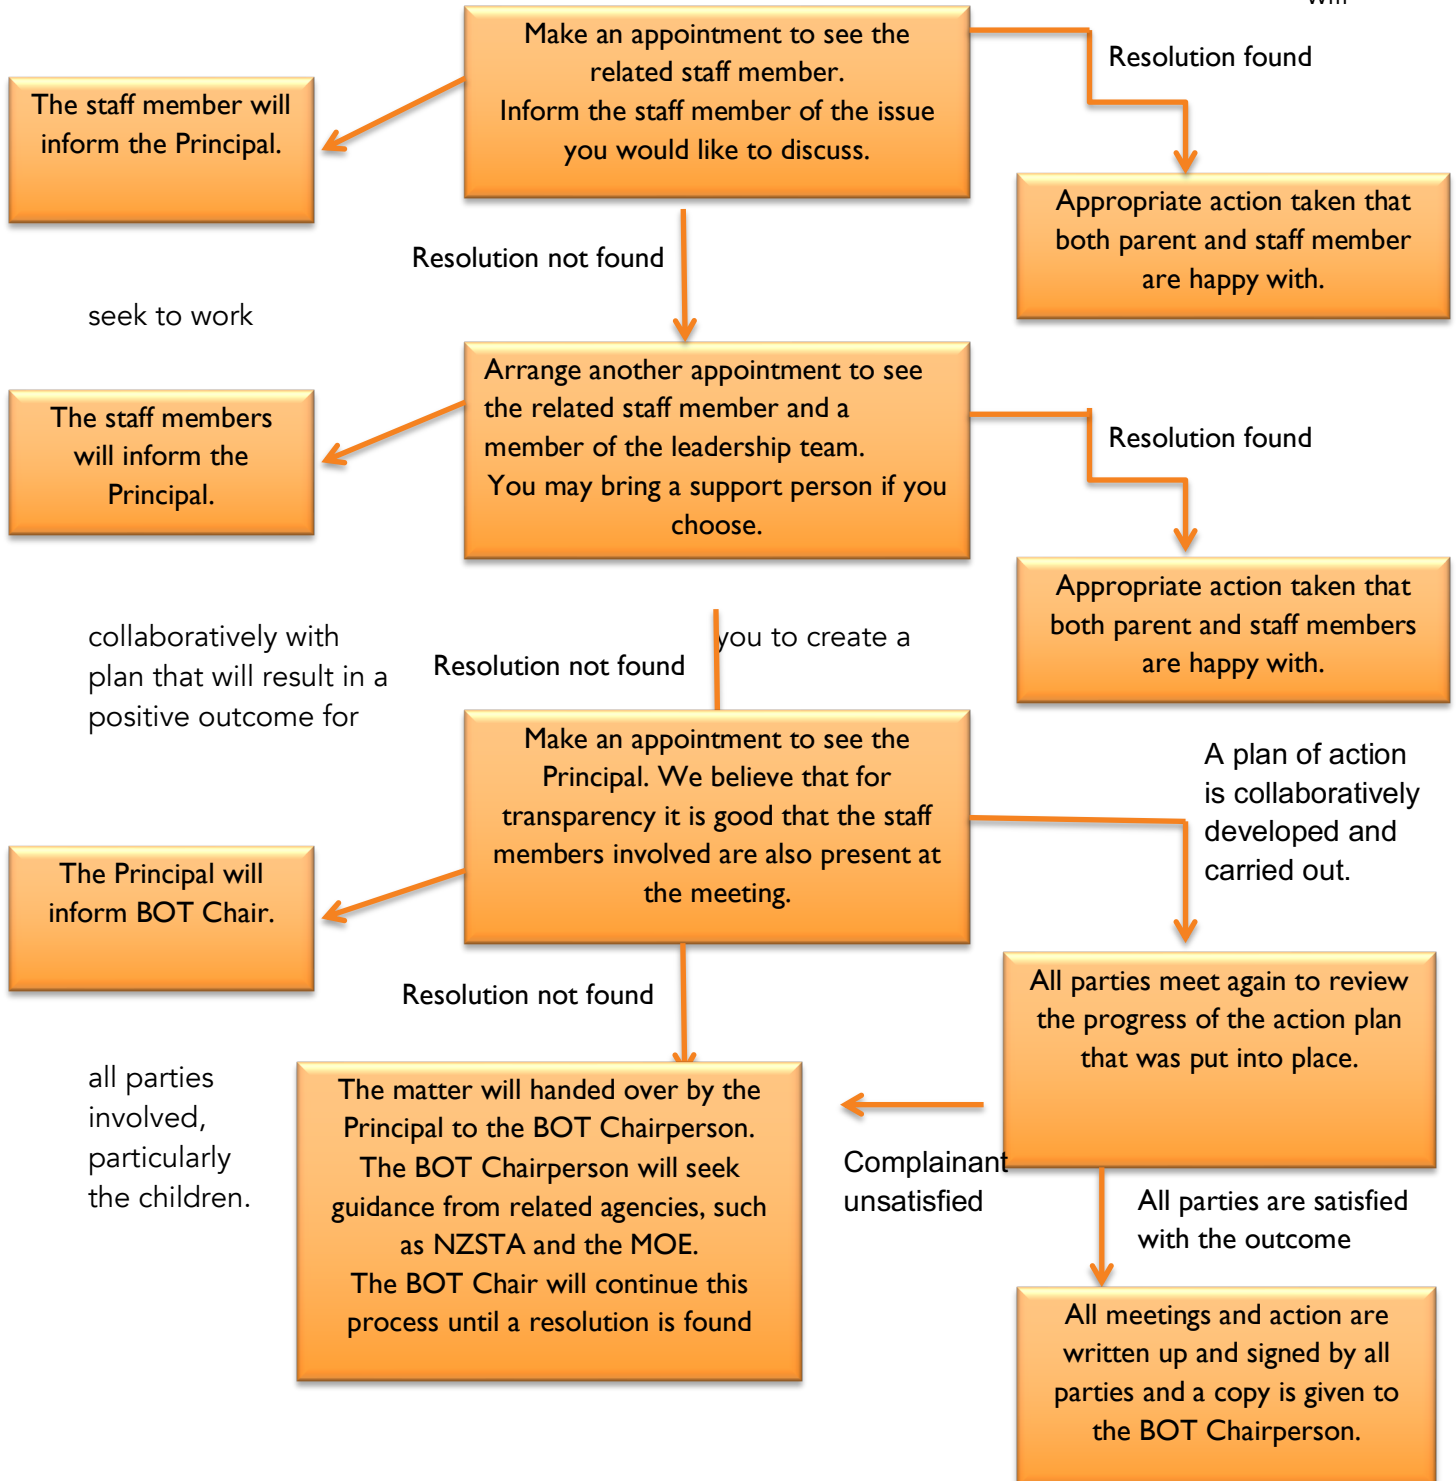 will
Make an appointment to see the
related staff member.
Inform the staff member of the issue
you would like to discuss.
Resolution found
The staff member will
inform the Principal.
Appropriate action taken that
both parent and staff member
are happy with.
Resolution not found
seek to work
Arrange another appointment to see
the related staff member and a
member of the leadership team.
You may bring a support person if you
choose.
Resolution found
The staff members
will inform the
Principal.
Appropriate action taken that
both parent and staff members
are happy with.
collaboratively with
you to create a
plan that will result in a
positive outcome for
Resolution not found
Make an appointment to see the
Principal. We believe that for
transparency it is good that the staff
members involved are also present at
the meeting.
A plan of action
is collaboratively
developed and
carried out.
The Principal will
inform BOT Chair.
Resolution not found
All parties meet again to review
the progress of the action plan
that was put into place.
all parties
involved,
particularly
the children.
The matter will handed over by the
Principal to the BOT Chairperson.
The BOT Chairperson will seek
guidance from related agencies, such
as NZSTA and the MOE.
The BOT Chair will continue this
process until a resolution is found
Complainant
unsatisfied
All parties are satisfied
with the outcome
All meetings and action are
written up and signed by all
parties and a copy is given to
the BOT Chairperson.